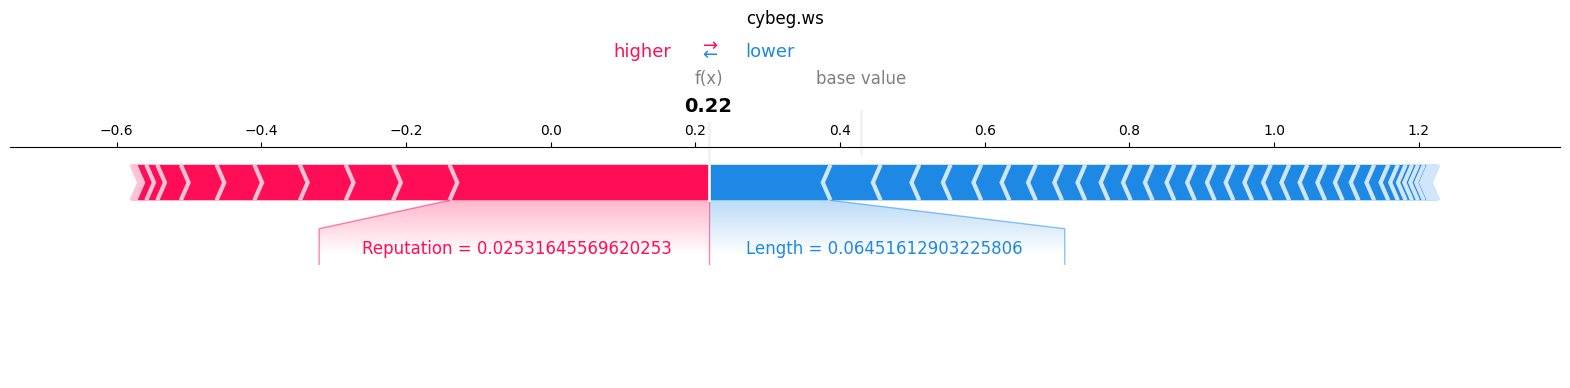 cybeg.ws
higher ⇄ lower
f(x) base value
0.22
−0.6 −0.4 −0.2 0.0 0.2 0.4 0.6 0.8 1.0 1.2
Reputation = 0.02531645569620253 Length = 0.06451612903225806